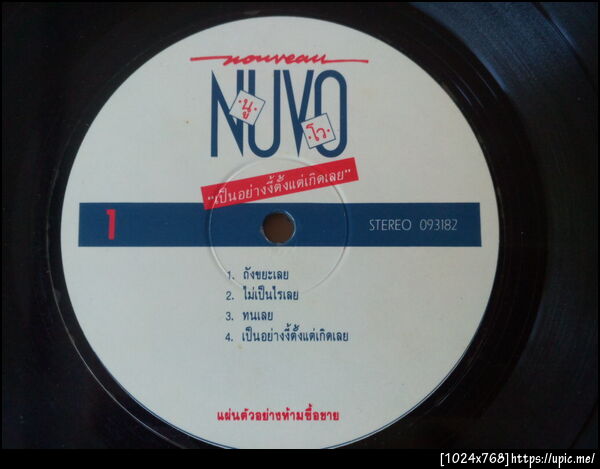 nouveau
NUVO
·นู·
·โว·
"เป็นอย่างงี้ตั้งแต่เกิดเลย"
1
STEREO 093182
1. ถังขยะเลย
2. ไม่เป็นไรเลย
3. ทนเลย
4. เป็นอย่างงี้ตั้งแต่เกิดเลย
แผ่นตัวอย่างห้ามซื้อขาย
[1024x768]https://upic.me/